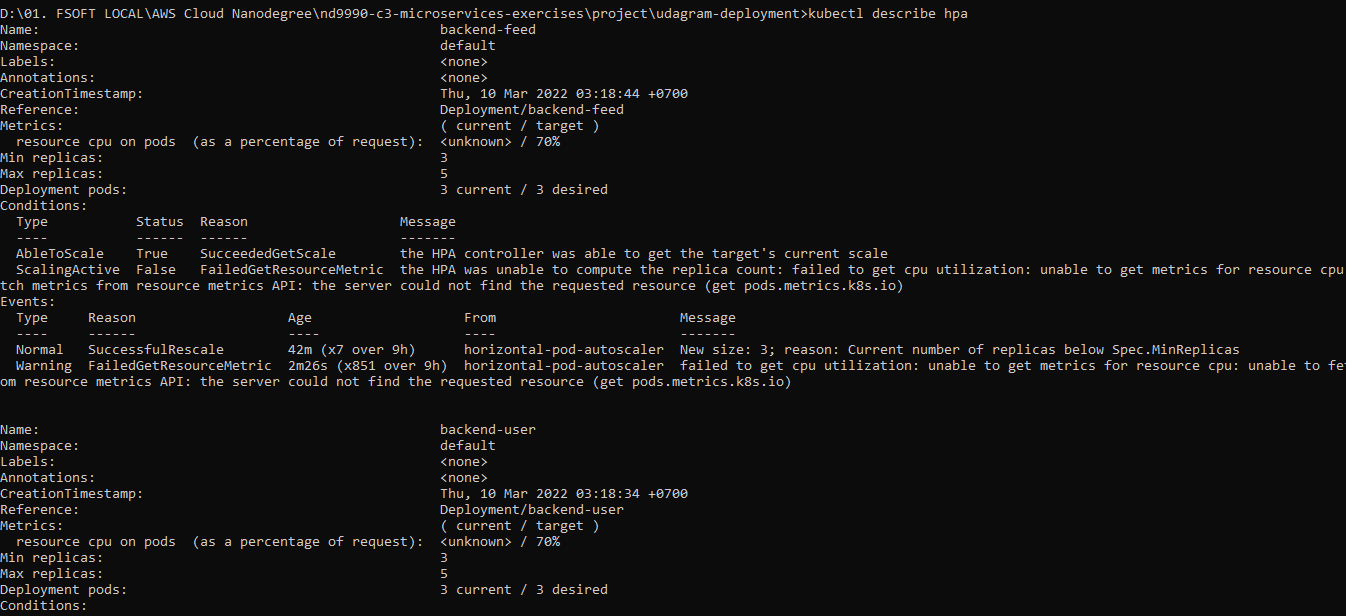 D:\01. FSOFT LOCAL\AWS Cloud Nanodegree\nd9990-c3-microservices-exercises\project\udagram-deployment>kubectl describe hpa
Name:                                                  backend-feed
Namespace:                                             default
Labels:                                                <none>
Annotations:                                           <none>
CreationTimestamp:                                     Thu, 10 Mar 2022 03:18:44 +0700
Reference:                                             Deployment/backend-feed
Metrics:                                               ( current / target )
  resource cpu on pods  (as a percentage of request):  <unknown> / 70%
Min replicas:                                          3
Max replicas:                                          5
Deployment pods:                                       3 current / 3 desired
Conditions:
  Type           Status  Reason                   Message
  ----           ------  ------                   -------
  AbleToScale    True    SucceededGetScale        the HPA controller was able to get the target's current scale
  ScalingActive  False   FailedGetResourceMetric  the HPA was unable to compute the replica count: failed to get cpu utilization: unable to get metrics for resource cpu
tch metrics from resource metrics API: the server could not find the requested resource (get pods.metrics.k8s.io)
Events:
  Type     Reason                   Age                   From                       Message
  ----     ------                   ----                  ----                       -------
  Normal   SuccessfulRescale        42m (x7 over 9h)      horizontal-pod-autoscaler  New size: 3; reason: Current number of replicas below Spec.MinReplicas
  Warning  FailedGetResourceMetric  2m26s (x851 over 9h)  horizontal-pod-autoscaler  failed to get cpu utilization: unable to get metrics for resource cpu: unable to fet
om resource metrics API: the server could not find the requested resource (get pods.metrics.k8s.io)
Name:                                                  backend-user
Namespace:                                             default
Labels:                                                <none>
Annotations:                                           <none>
CreationTimestamp:                                     Thu, 10 Mar 2022 03:18:34 +0700
Reference:                                             Deployment/backend-user
Metrics:                                               ( current / target )
  resource cpu on pods  (as a percentage of request):  <unknown> / 70%
Min replicas:                                          3
Max replicas:                                          5
Deployment pods:                                       3 current / 3 desired
Conditions: